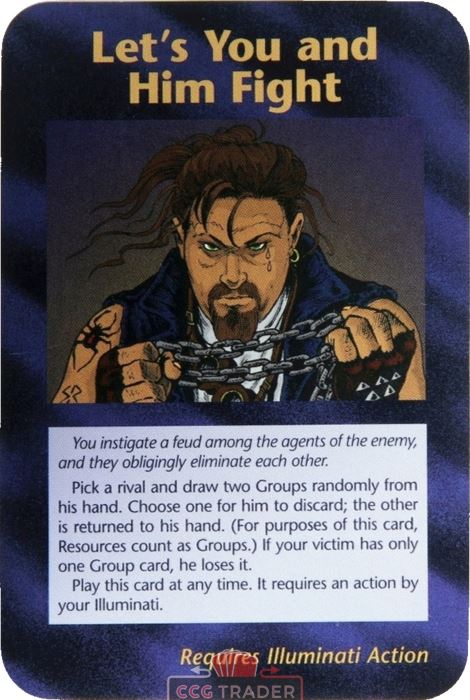 Let's You and
Him Fight
You instigate a feud among the agents of the enemy,
and they obligingly eliminate each other.
Pick a rival and draw two Groups randomly from
his hand. Choose one for him to discard; the other
is returned to his hand. (For purposes of this card,
Resources count as Groups.) If your victim has only
one Group card, he loses it.
Play this card at any time. It requires an action by
your Illuminati.
Requires Illuminati Action
CCG TRADER